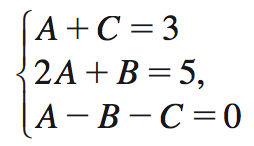 A + C = 3
2A + B = 5,
A − B − C = 0